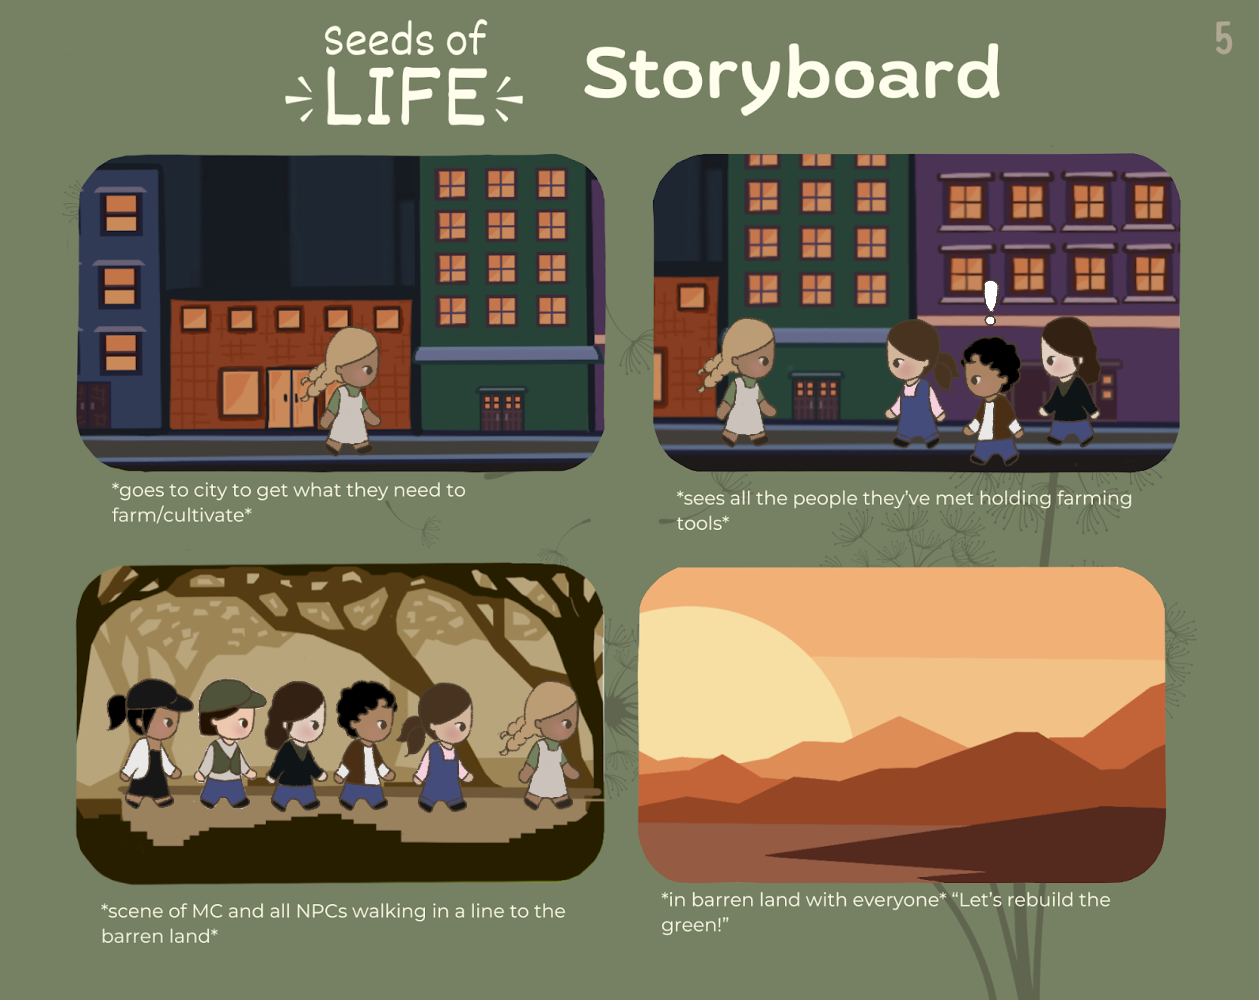 seeds of
LIFE
Storyboard
5
!
*goes to city to get what they need to
farm/cultivate*
*sees all the people they’ve met holding farming
tools*
*scene of MC and all NPCs walking in a line to the
barren land*
*in barren land with everyone* “Let’s rebuild the
green!”